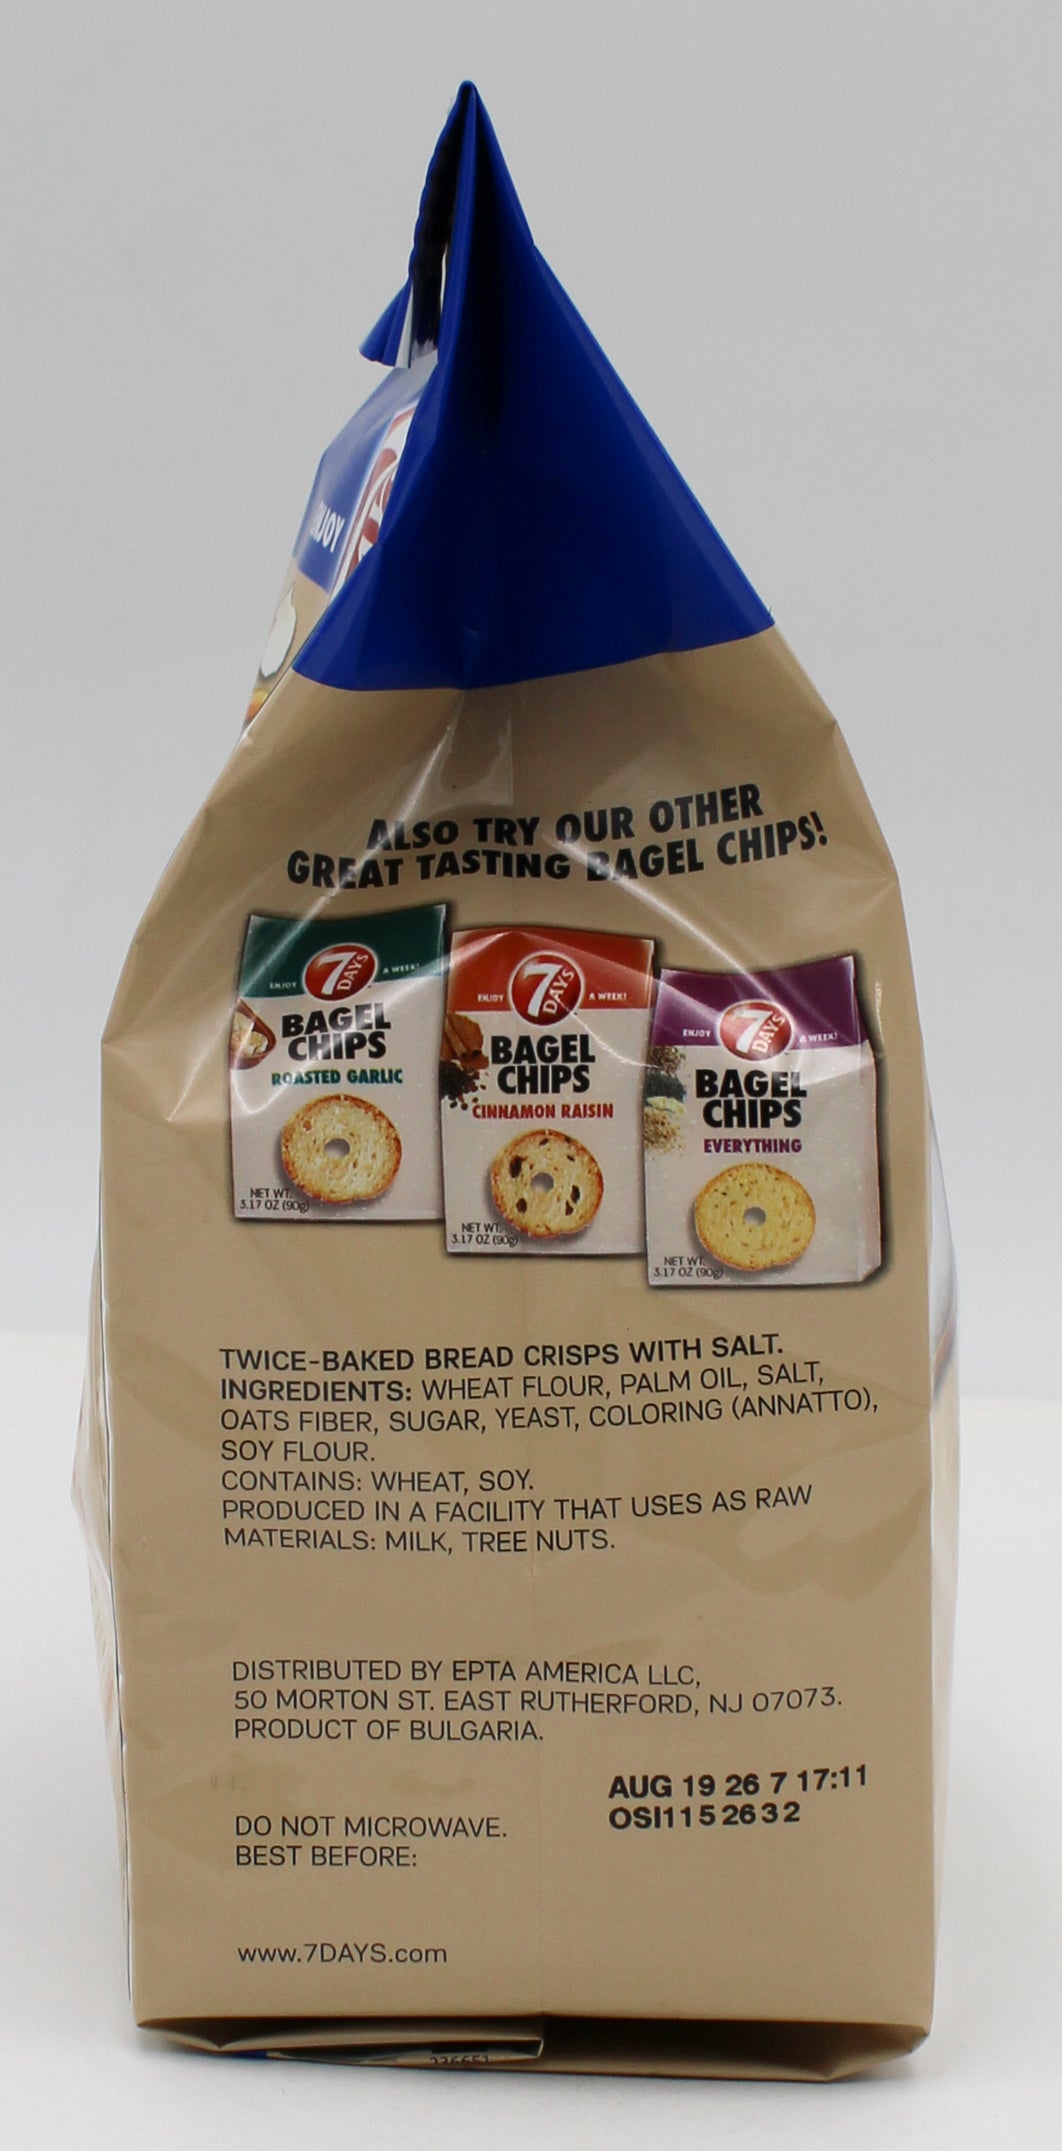 ENJOY
ALSO TRY OUR OTHER
GREAT TASTING BAGEL CHIPS!
ENJOY 7 DAYS A WEEK!
BAGEL
CHIPS
ROASTED GARLIC
NET WT.
3.17 OZ (90g)
ENJOY 7 DAYS A WEEK!
BAGEL
CHIPS
CINNAMON RAISIN
NET WT.
3.17 OZ (90g)
ENJOY 7 DAYS A WEEK!
BAGEL
CHIPS
EVERYTHING
NET WT.
3.17 OZ (90g)
TWICE-BAKED BREAD CRISPS WITH SALT.
INGREDIENTS: WHEAT FLOUR, PALM OIL, SALT,
OATS FIBER, SUGAR, YEAST, COLORING (ANNATTO),
SOY FLOUR.
CONTAINS: WHEAT, SOY.
PRODUCED IN A FACILITY THAT USES AS RAW
MATERIALS: MILK, TREE NUTS.
DISTRIBUTED BY EPTA AMERICA LLC,
50 MORTON ST. EAST RUTHERFORD, NJ 07073.
PRODUCT OF BULGARIA.
AUG 19 26 7 17:11
OSI1152632
DO NOT MICROWAVE.
BEST BEFORE:
www.7DAYS.com